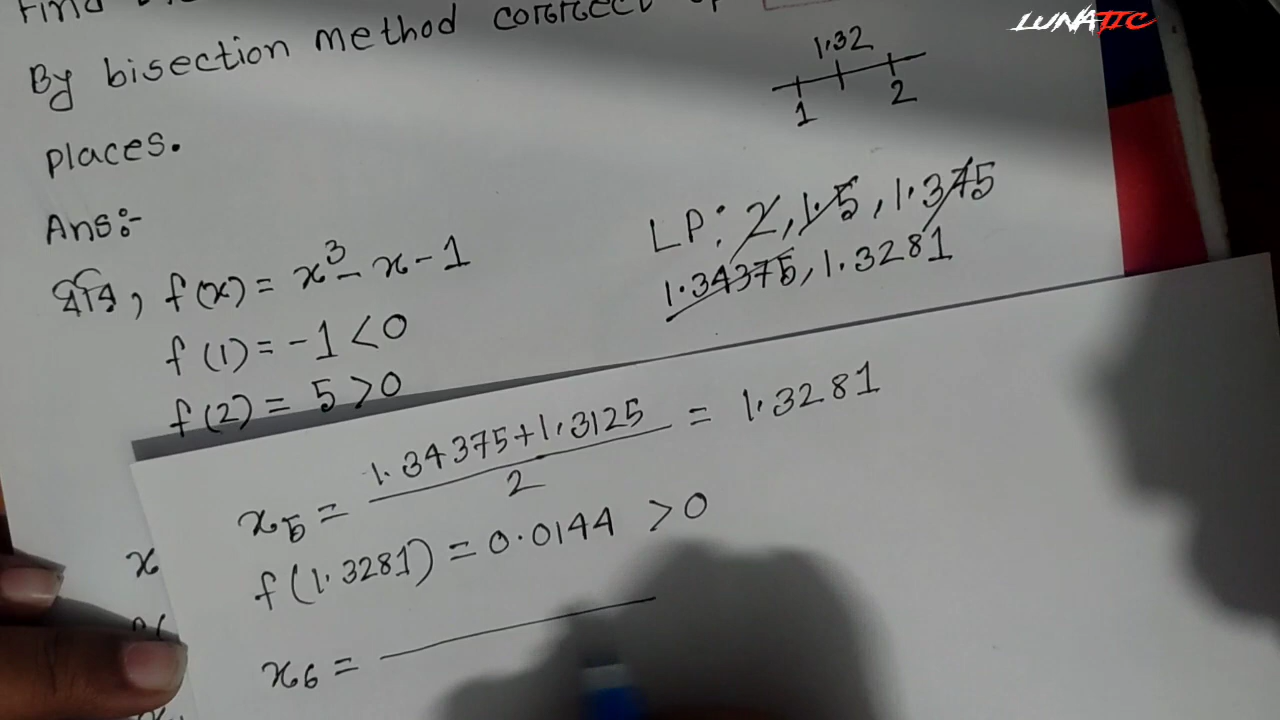 Find
By bisection method correct
places.
Ans:-
ধরি, f(x) = x³ - x - 1
f(1) = -1 < 0
f(2) = 5 > 0
1.32
1 2
LP: 2, 1.5, 1.375
1.34375, 1.3281
x₅ = (1.34375+1.3125)/2 = 1.3281
f(1.3281) = 0.0144 > 0
x₆ =
x
LUNATIC